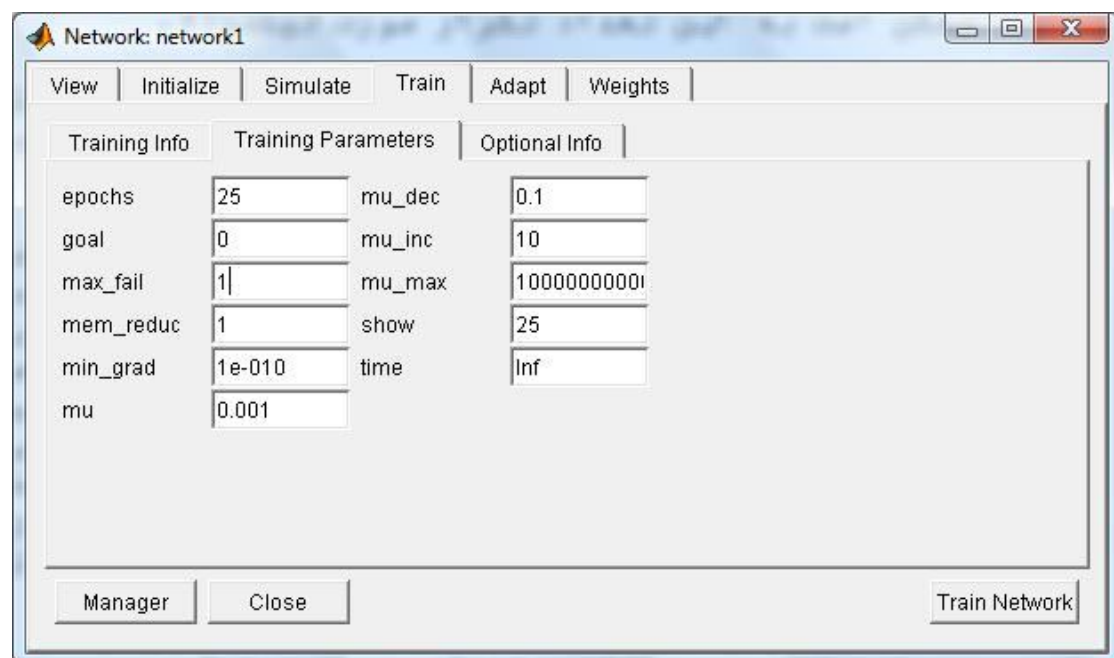 Network: network1
View Initialize Simulate Train Adapt Weights
Training Info Training Parameters Optional Info
epochs 25 mu_dec 0.1
goal 0 mu_inc 10
max_fail 1 mu_max 1000000000
mem_reduc 1 show 25
min_grad 1e-010 time Inf
mu 0.001
Manager Close Train Network